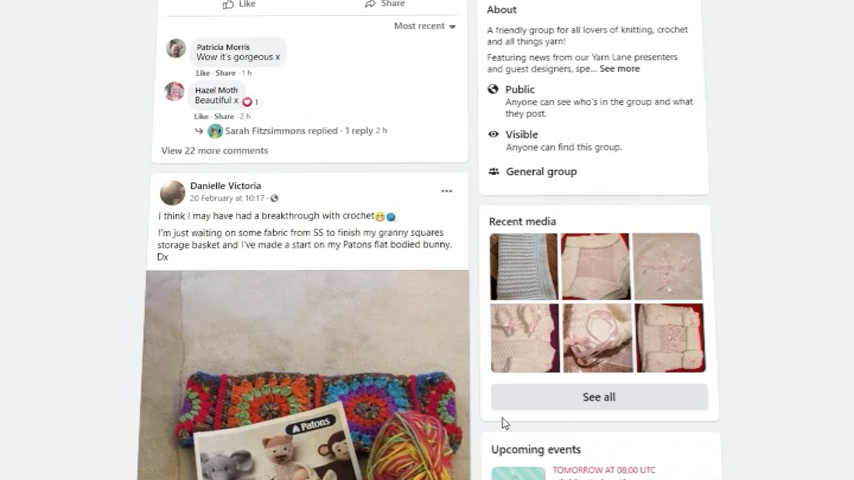 Like
Share
Most recent
Patricia Morris
Wow it's gorgeous x
Like · Share · 1 h
Hazel Moth
Beautiful x
1
Like · Share · 2 h
Sarah Fitzsimmons replied · 1 reply 2 h
View 22 more comments
Danielle Victoria
20 February at 10:17 ·
I think I may have had a breakthrough with crochet😁🧶
I'm just waiting on some fabric from SS to finish my granny squares
storage basket and I've made a start on my Patons flat bodied bunny.
Dx
Patons
About
A friendly group for all lovers of knitting, crochet
and all things yarn!
Featuring news from our Yarn Lane presenters
and guest designers, spe... See more
Public
Anyone can see who's in the group and what
they post.
Visible
Anyone can find this group.
General group
Recent media
See all
Upcoming events
TOMORROW AT 08:00 UTC